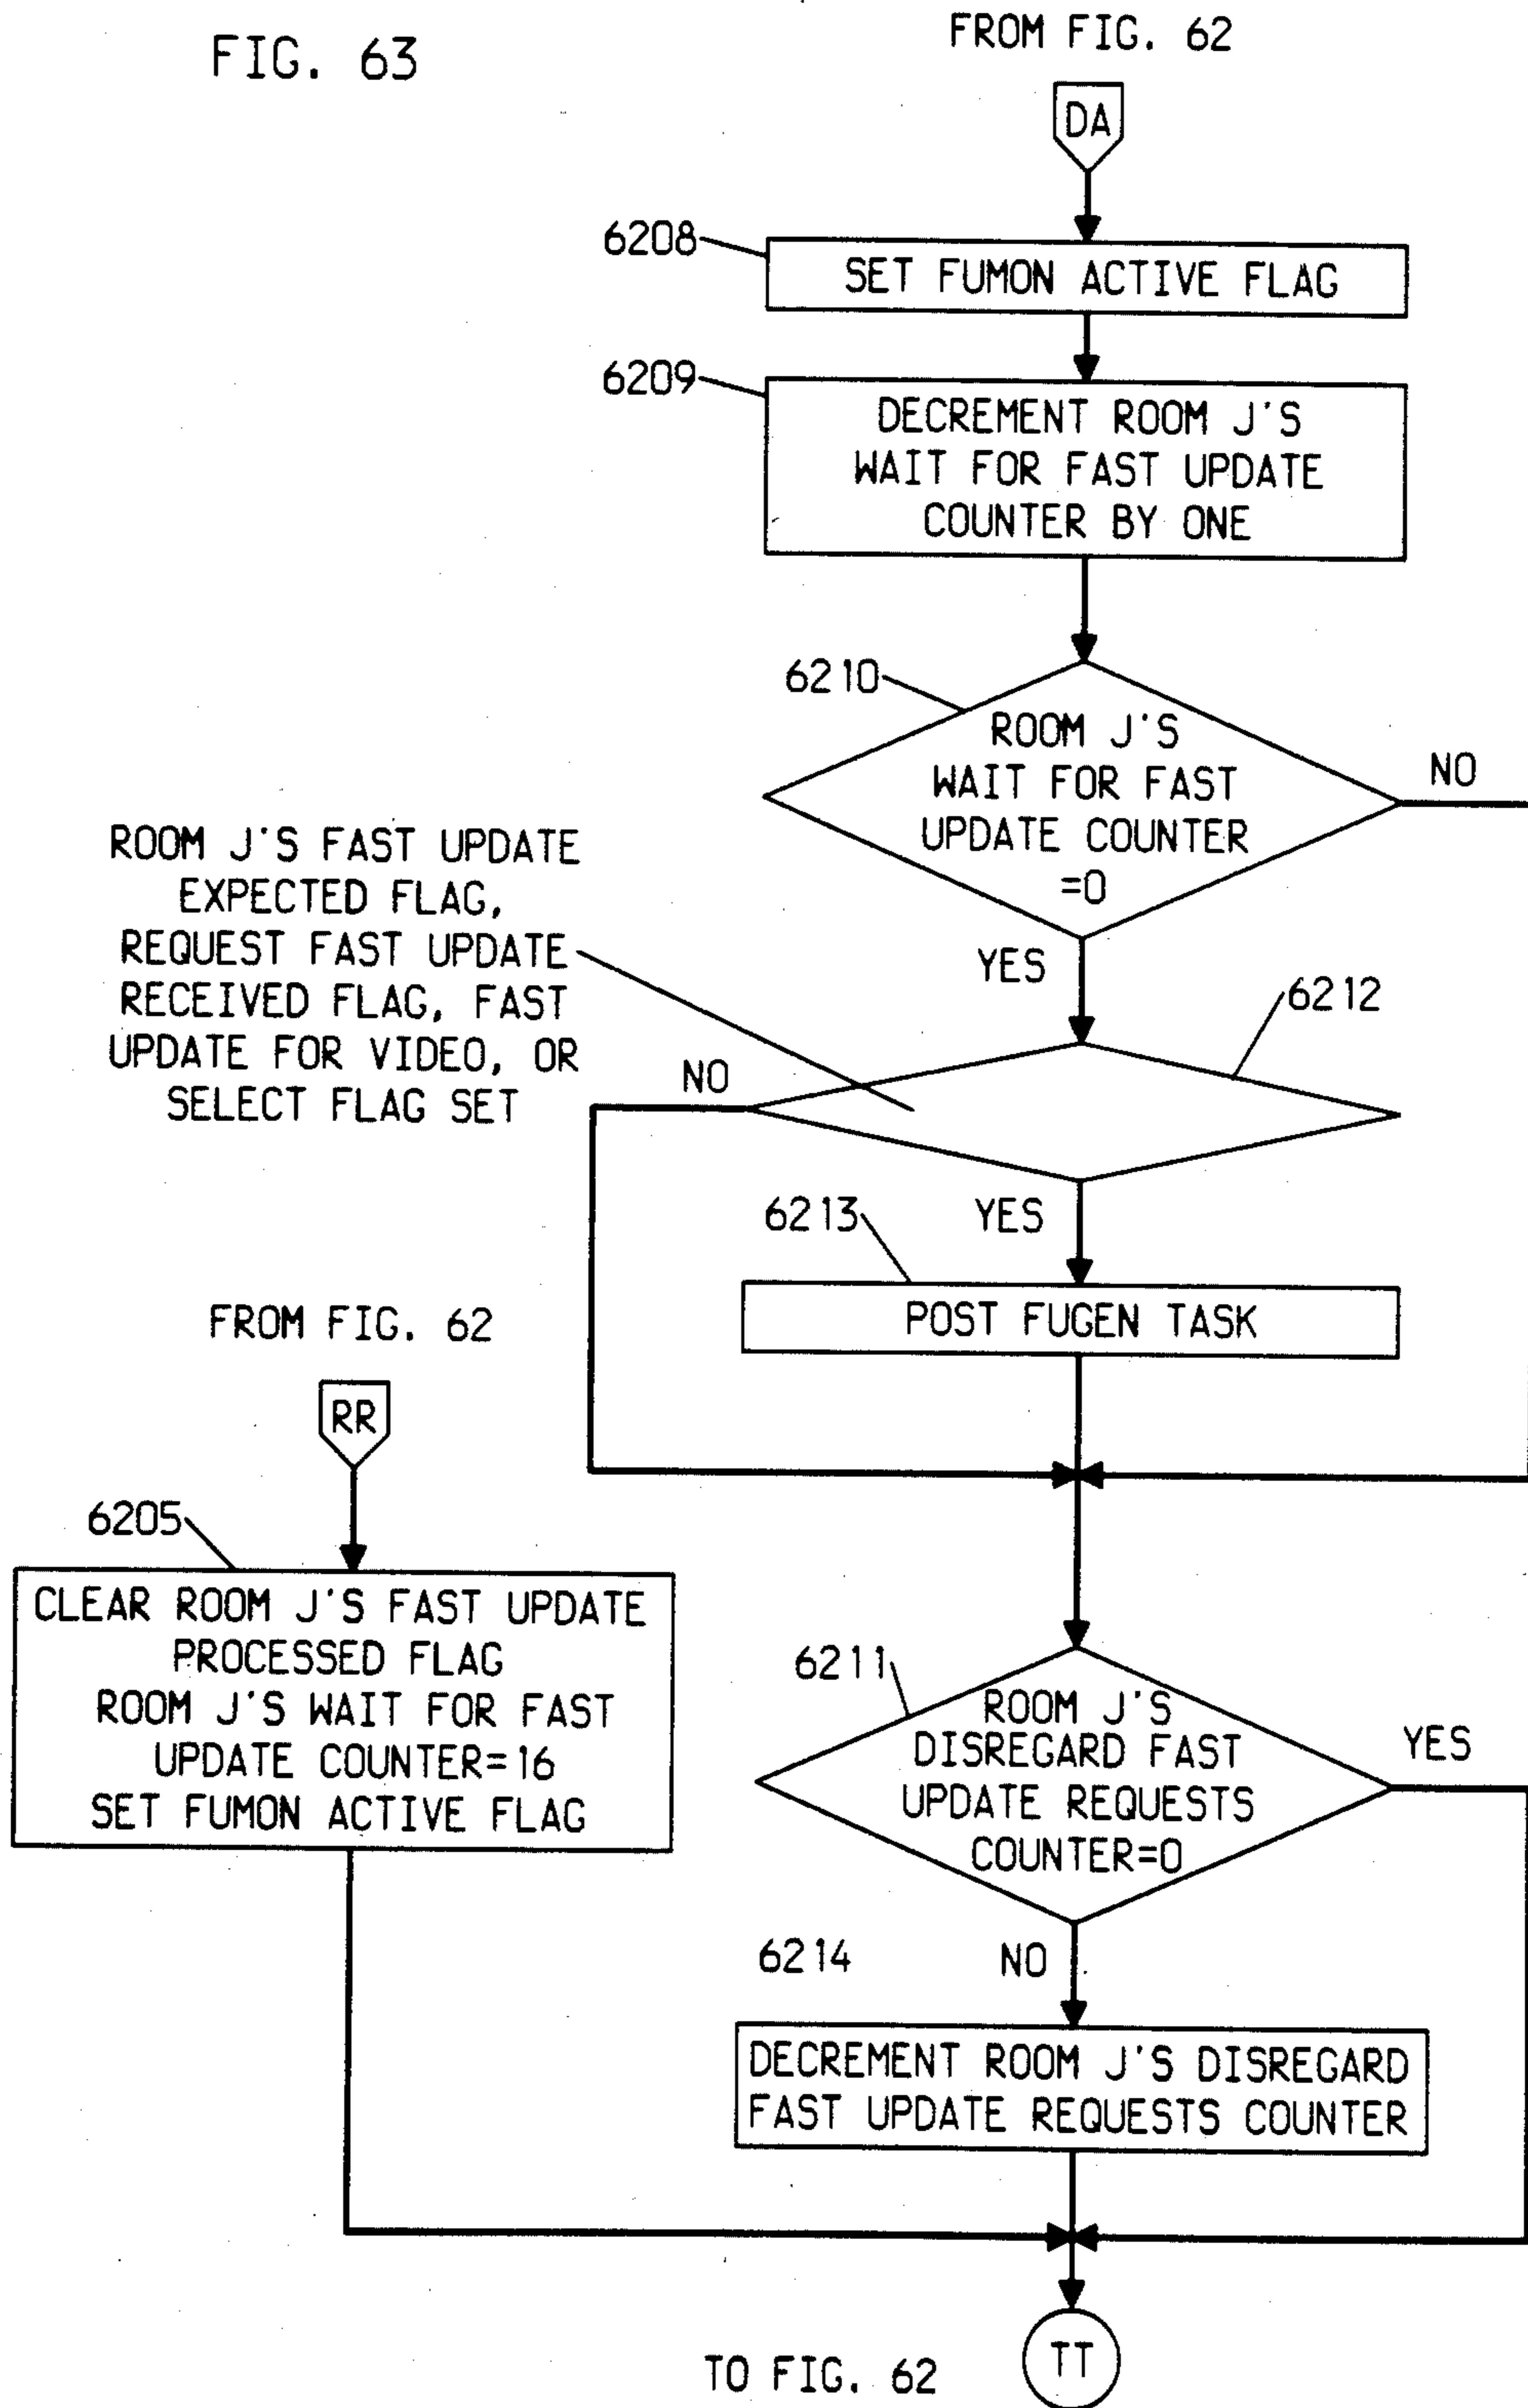 FIG. 63
FROM FIG. 62
DA
6208
SET FUMON ACTIVE FLAG
6209
DECREMENT ROOM J'S
WAIT FOR FAST UPDATE
COUNTER BY ONE
6210
ROOM J'S
WAIT FOR FAST
UPDATE COUNTER
=0
NO
YES
ROOM J'S FAST UPDATE
EXPECTED FLAG,
REQUEST FAST UPDATE
RECEIVED FLAG, FAST
UPDATE FOR VIDEO, OR
SELECT FLAG SET
6212
NO
YES
6213
POST FUGEN TASK
FROM FIG. 62
RR
6205
CLEAR ROOM J'S FAST UPDATE
PROCESSED FLAG
ROOM J'S WAIT FOR FAST
UPDATE COUNTER=16
SET FUMON ACTIVE FLAG
6211
ROOM J'S
DISREGARD FAST
UPDATE REQUESTS
COUNTER=0
YES
NO
6214
DECREMENT ROOM J'S DISREGARD
FAST UPDATE REQUESTS COUNTER
TO FIG. 62
TT